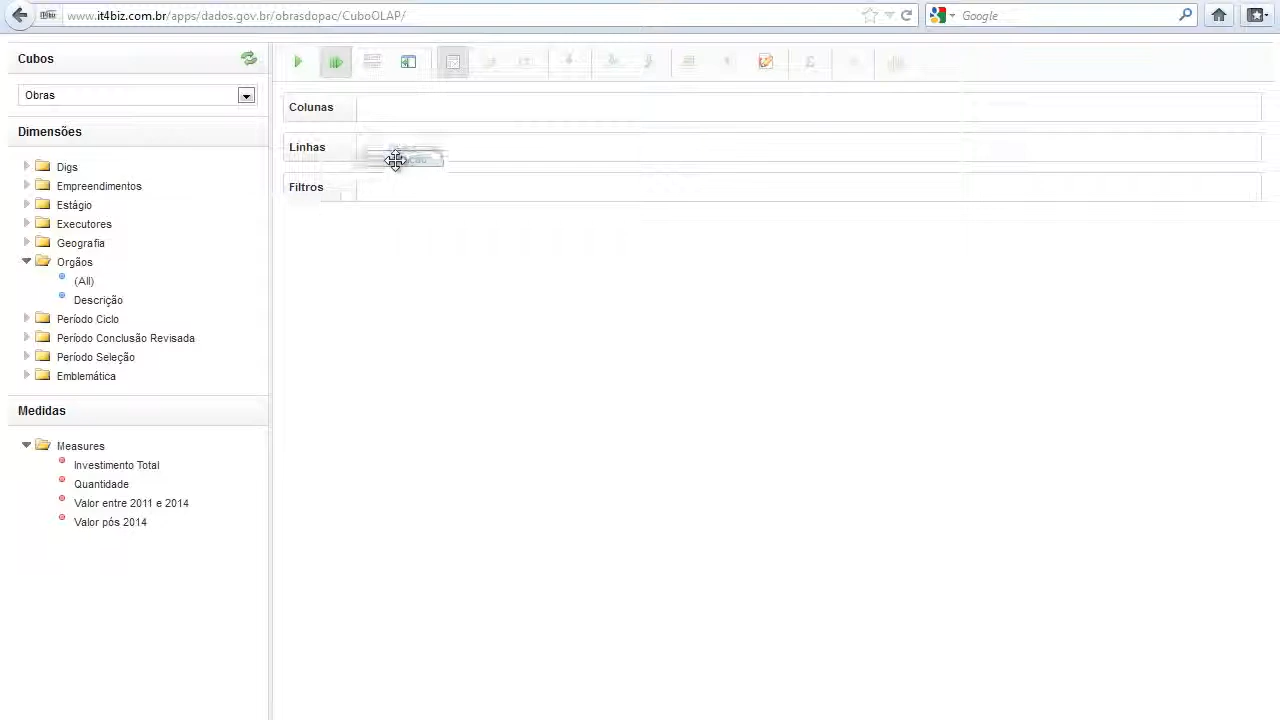 www.it4biz.com.br/apps/dados.gov.br/obrasdopac/CuboOLAP/
Google
Cubos
Obras
Dimensões
Digs
Empreendimentos
Estágio
Executores
Geografia
Orgãos
(All)
Descrição
Período Ciclo
Período Conclusão Revisada
Período Seleção
Emblemática
Medidas
Measures
Investimento Total
Quantidade
Valor entre 2011 e 2014
Valor pós 2014
Colunas
Linhas
Filtros